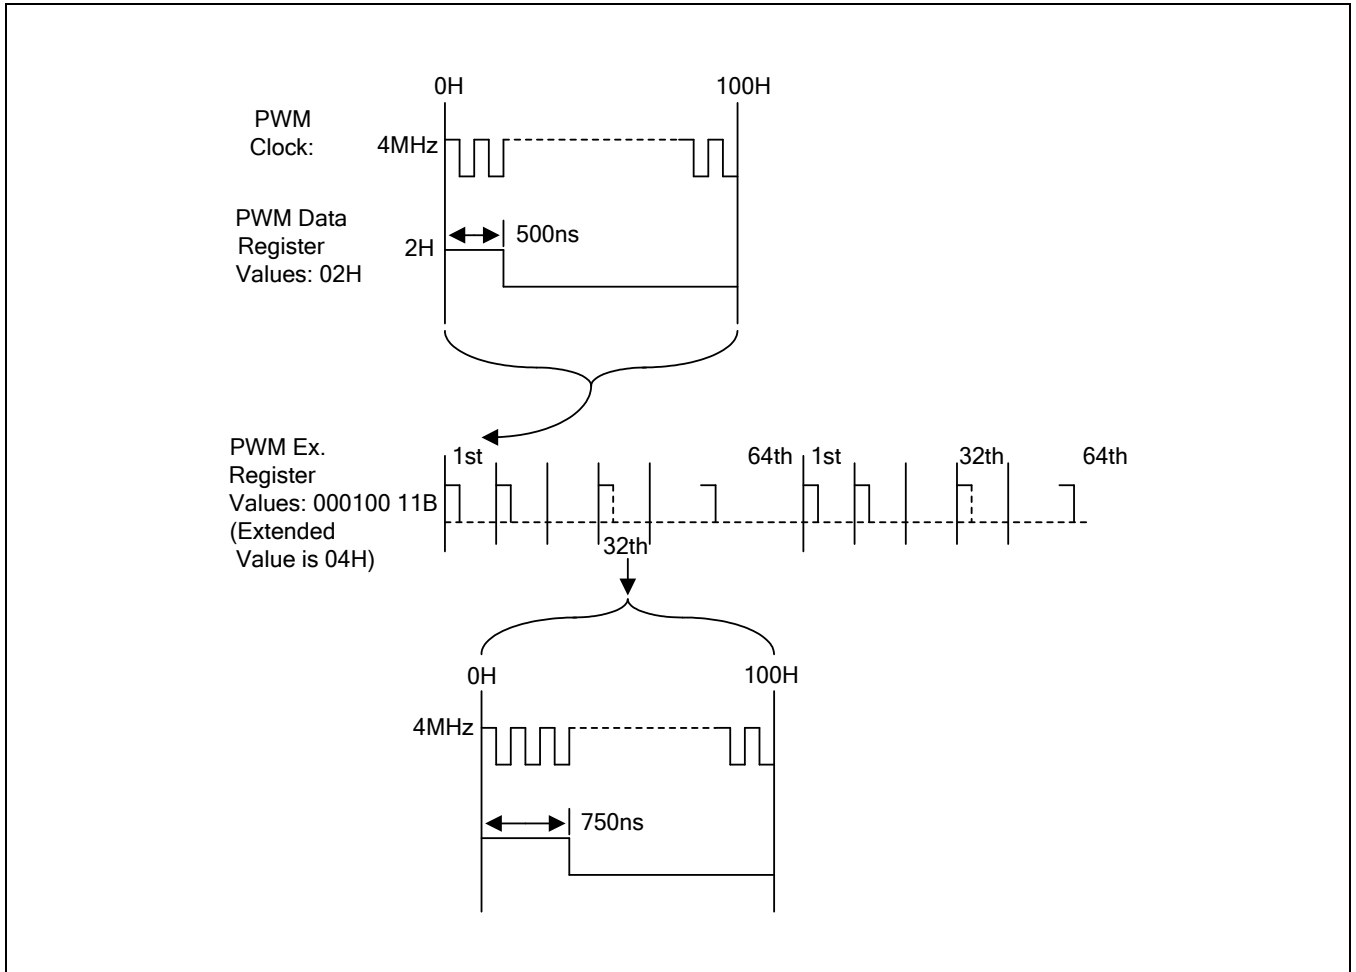 0H 100H
PWM
Clock: 4MHz
PWM Data
Register
Values: 02H
2H
500ns
PWM Ex.
Register
Values: 000100 11B
(Extended
Value is 04H)
1st 64th 1st 32th 64th
32th
0H 100H
4MHz
750ns